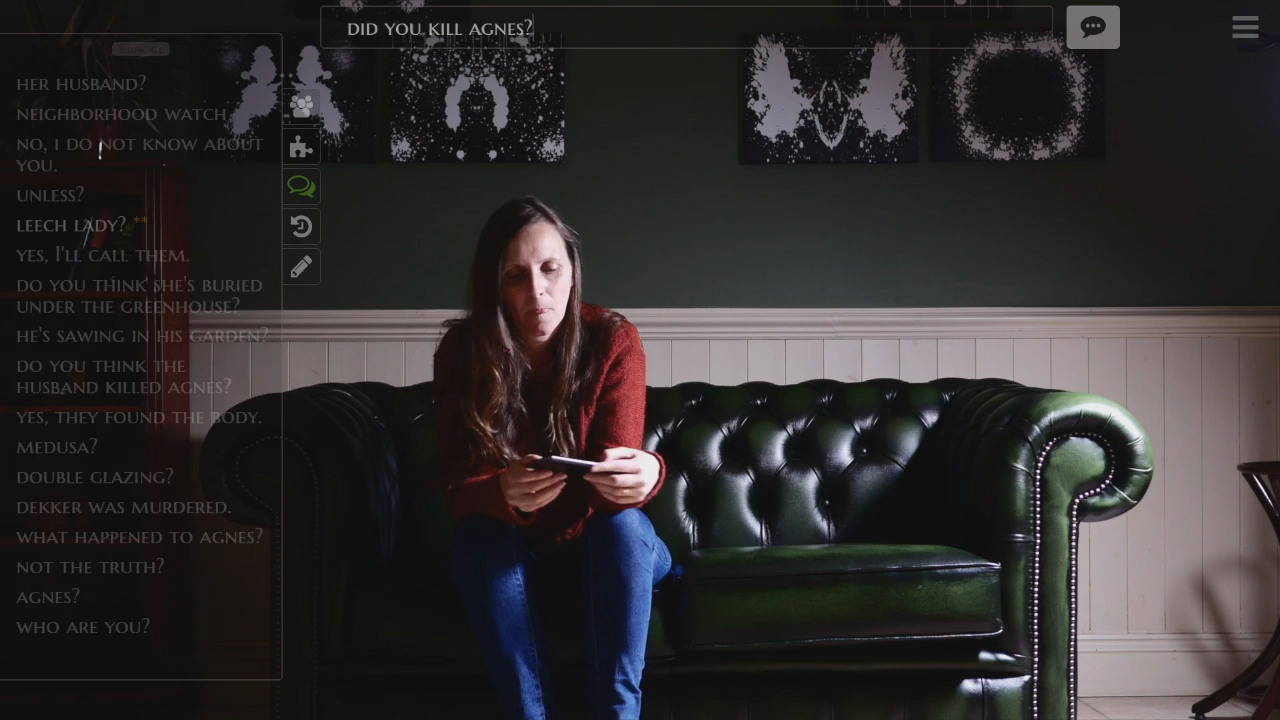 DID YOU KILL AGNES?
HER HUSBAND?
NEIGHBORHOOD WATCH
NO, I DO NOT KNOW ABOUT
YOU.
UNLESS?
LEECH LADY? **
YES, I'LL CALL THEM.
DO YOU THINK SHE'S BURIED
UNDER THE GREENHOUSE?
HE'S SAWING IN HIS GARDEN?
DO YOU THINK THE
HUSBAND KILLED AGNES?
YES, THEY FOUND THE BODY.
MEDUSA?
DOUBLE GLAZING?
DEKKER WAS MURDERED.
WHAT HAPPENED TO AGNES?
NOT THE TRUTH?
AGNES?
WHO ARE YOU?